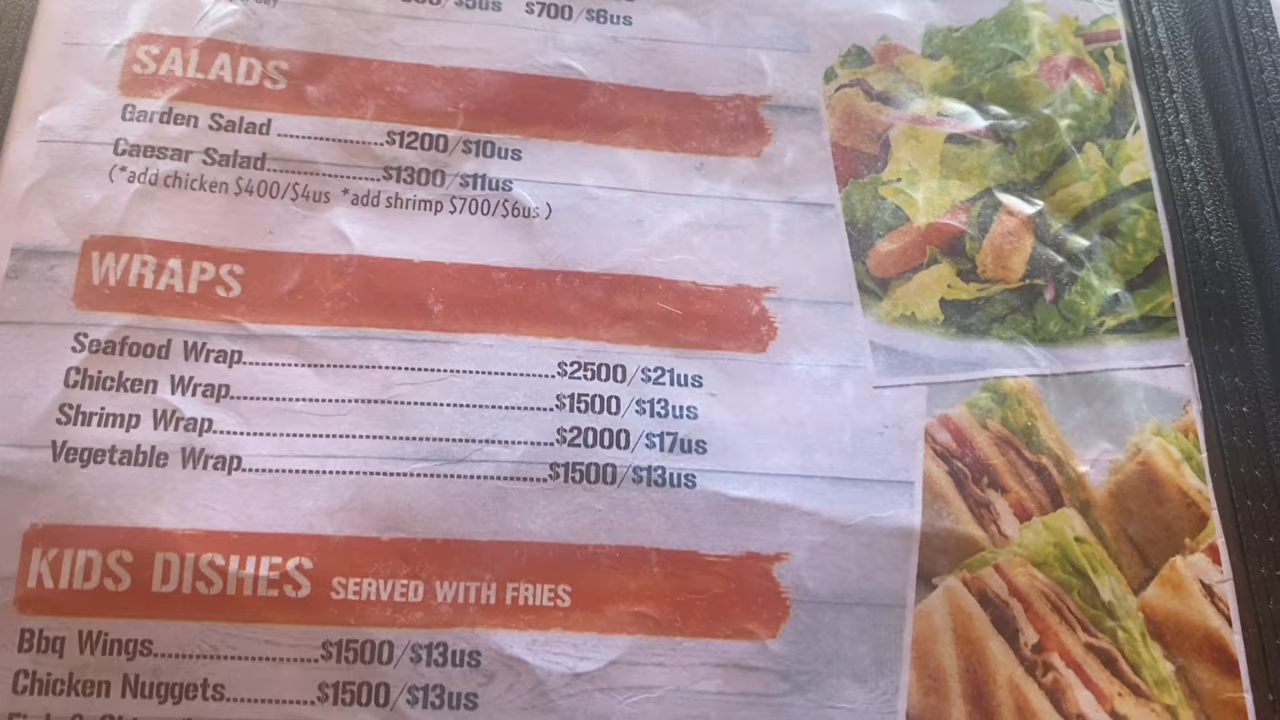 $700/$6us
SALADS
Garden Salad ..................$1200/$10us
Caesar Salad...................$1300/$11us
(*add chicken $400/$4us *add shrimp $700/$6us )
WRAPS
Seafood Wrap......................................................$2500/$21us
Chicken Wrap......................................................$1500/$13us
Shrimp Wrap.........................................................$2000/$17us
Vegetable Wrap...................................................$1500/$13us
KIDS DISHES SERVED WITH FRIES
Bbq Wings...........................$1500/$13us
Chicken Nuggets...............$1500/$13us